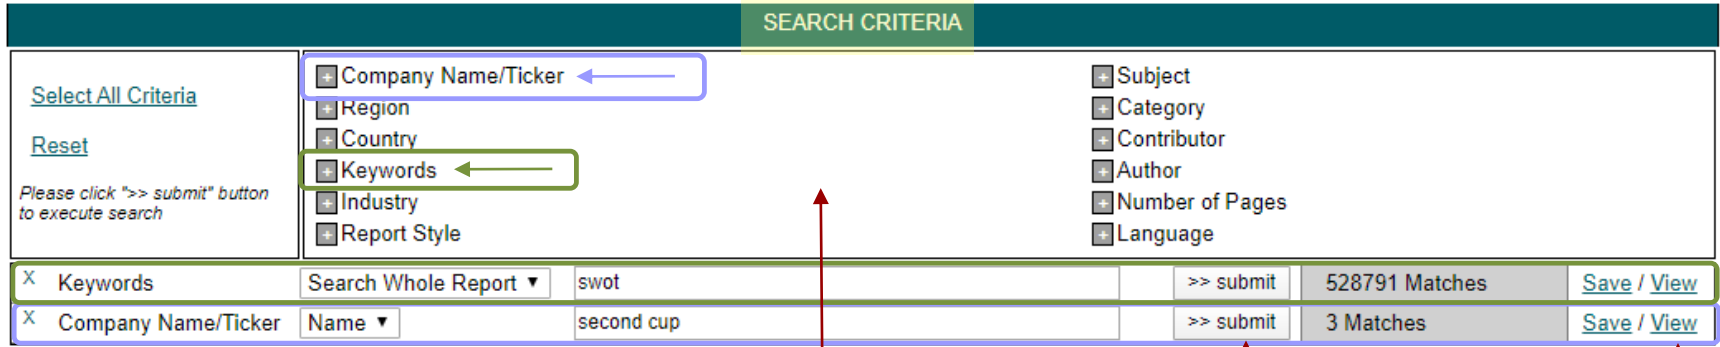 SEARCH CRITERIA
Select All Criteria
Reset
Please click ">> submit" button
to execute search
+ Company Name/Ticker
+ Region
+ Country
+ Keywords
+ Industry
+ Report Style
+ Subject
+ Category
+ Contributor
+ Author
+ Number of Pages
+ Language
X Keywords Search Whole Report ▼ swot >> submit 528791 Matches Save / View
X Company Name/Ticker Name ▼ second cup >> submit 3 Matches Save / View